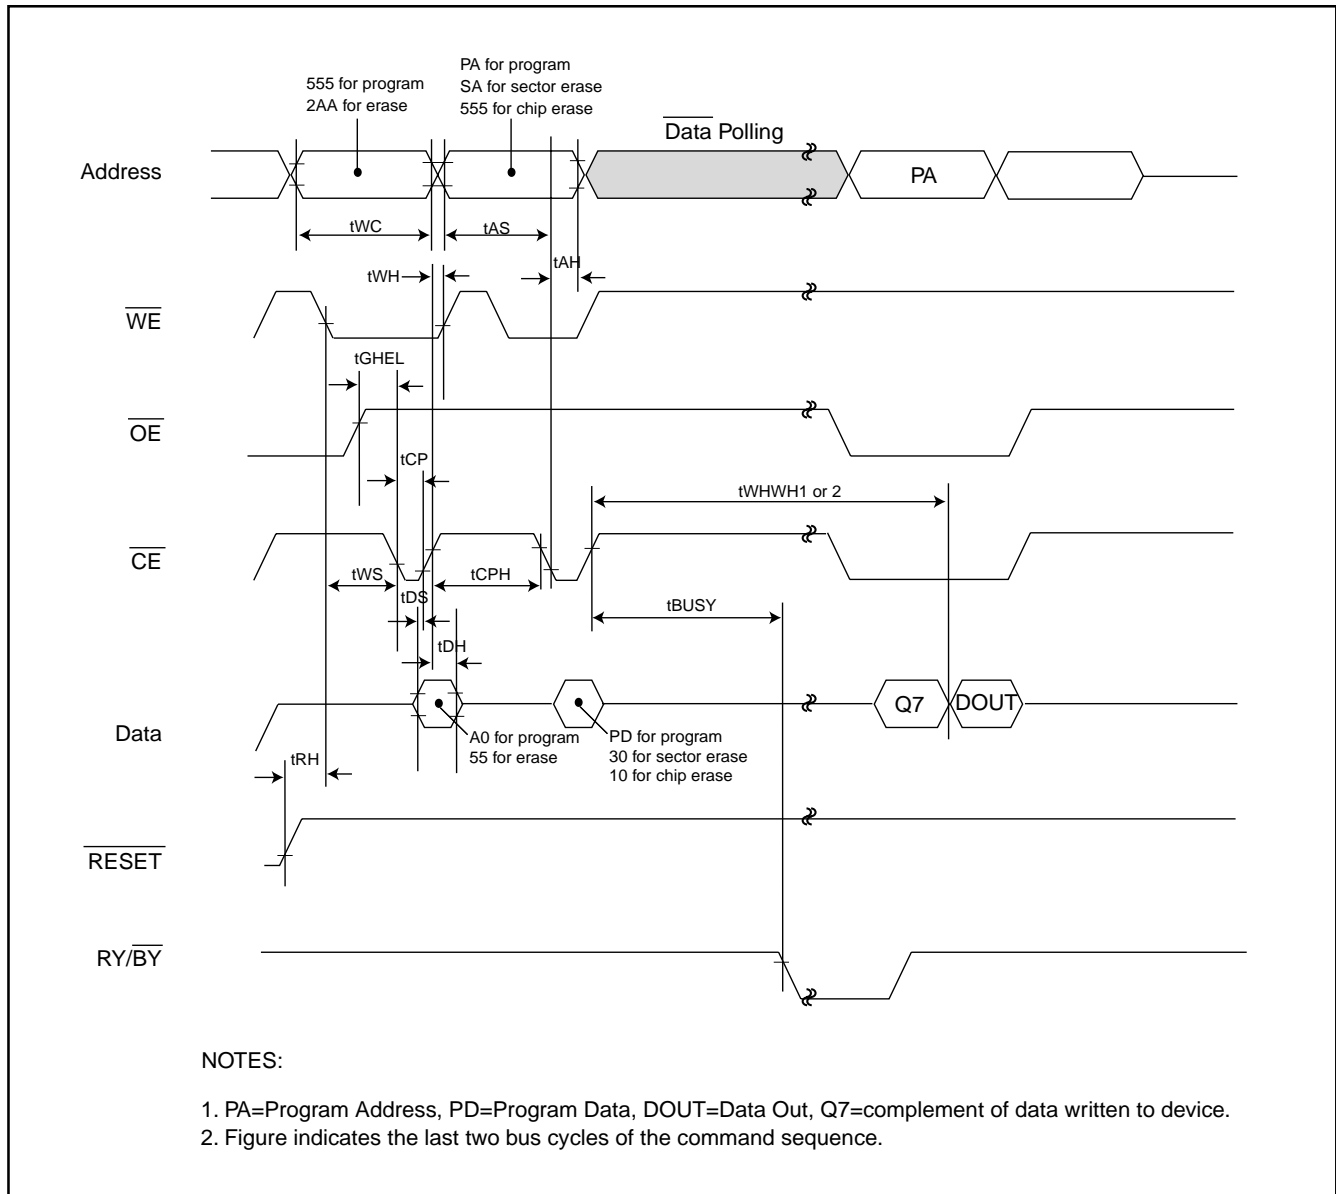 555 for program
2AA for erase
PA for program
SA for sector erase
555 for chip erase
Data Polling
Address
PA
tWC
tAS
tAH
tWH
WE
tGHEL
OE
tCP
tWHWH1 or 2
CE
tWS
tCPH
tDS
tBUSY
tDH
Q7
DOUT
Data
A0 for program
55 for erase
PD for program
30 for sector erase
10 for chip erase
tRH
RESET
RY/BY
NOTES:
1. PA=Program Address, PD=Program Data, DOUT=Data Out, Q7=complement of data written to device.
2. Figure indicates the last two bus cycles of the command sequence.